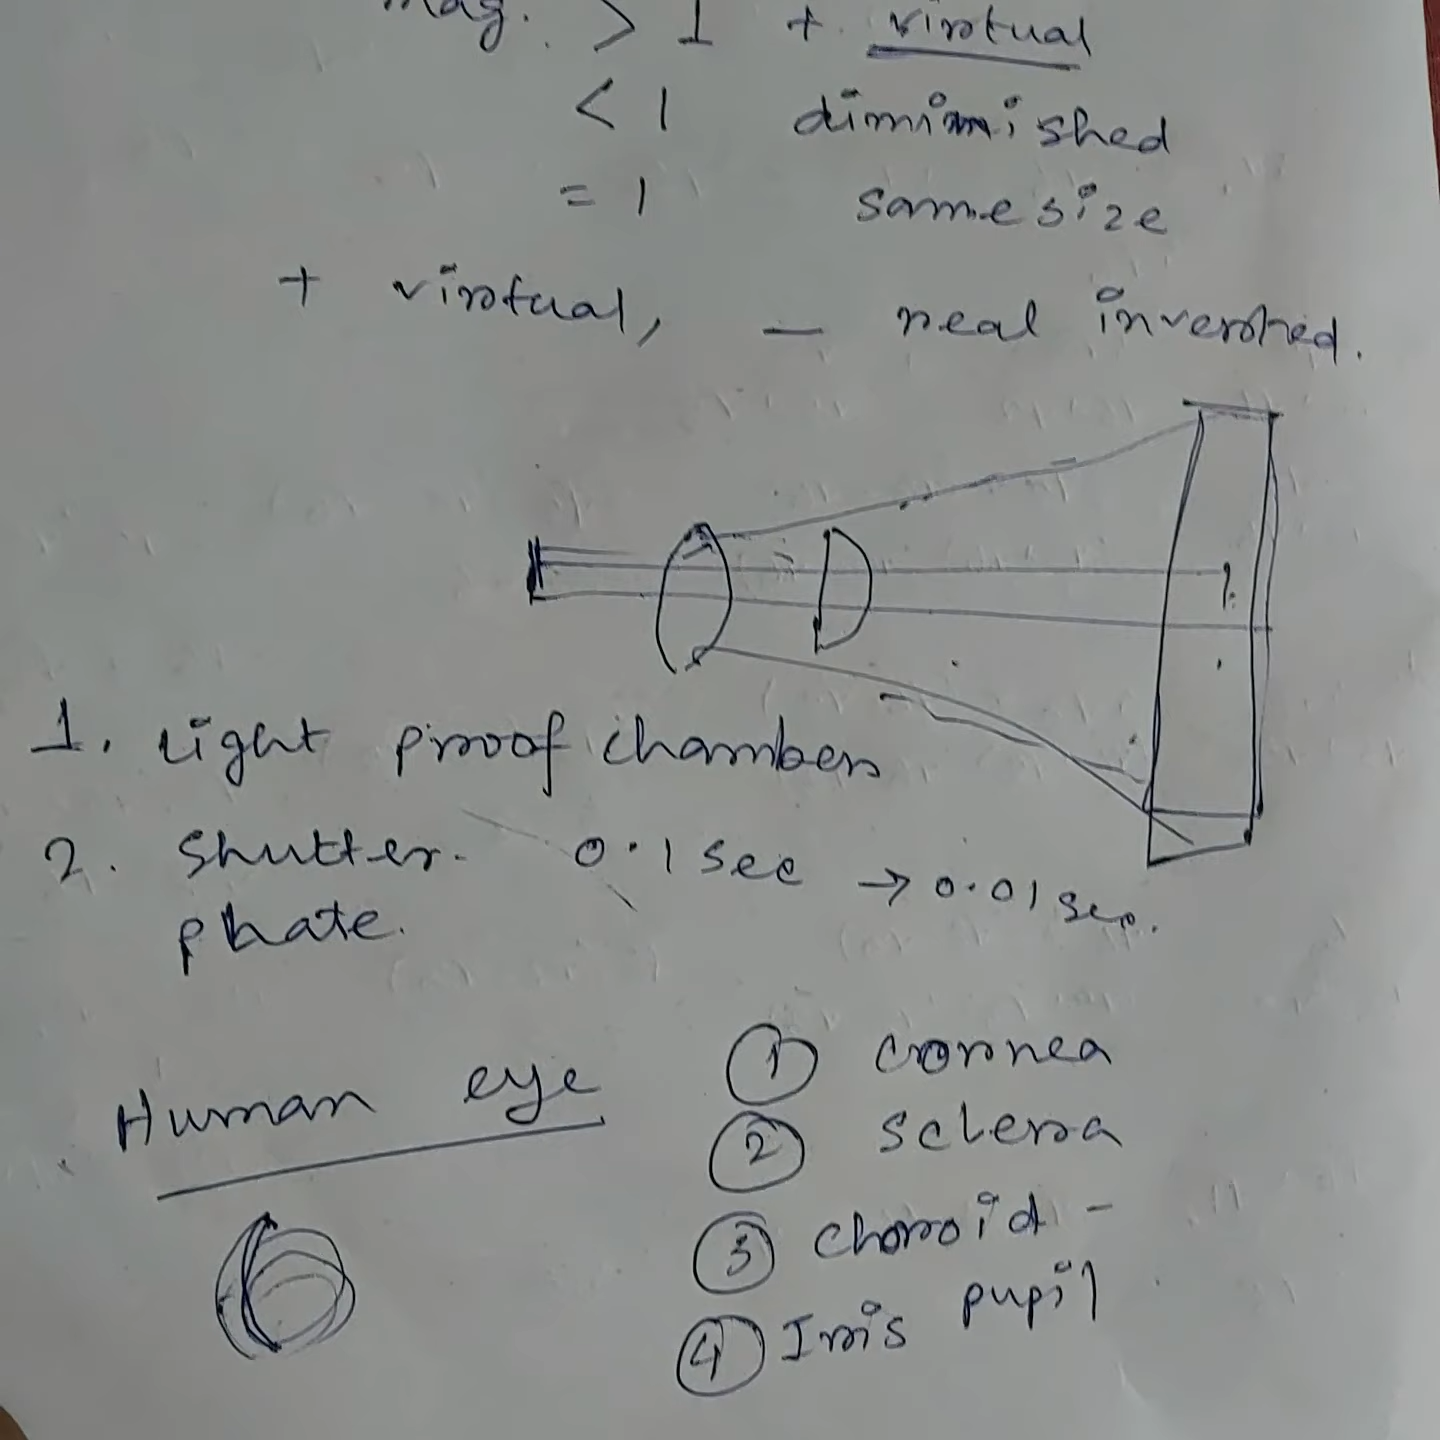 mag. > 1 + virtual
< 1 diminished
= 1 same size
+ virtual, — real inverted.
1. Light proof chamber
2. Shutter. 0.1 sec → 0.01 sec.
plate.
Human eye
① cornea
② sclera
③ choroid -
④ Iris pupil